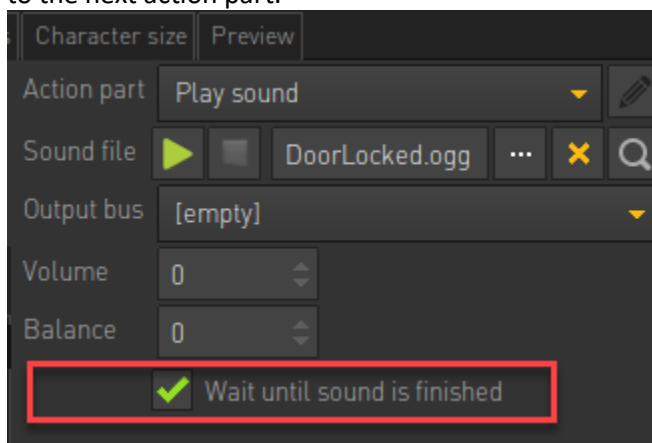 to the next action part.
Character size Preview
Action part Play sound
Sound file DoorLocked.ogg ...
Output bus [empty]
Volume 0
Balance 0
Wait until sound is finished